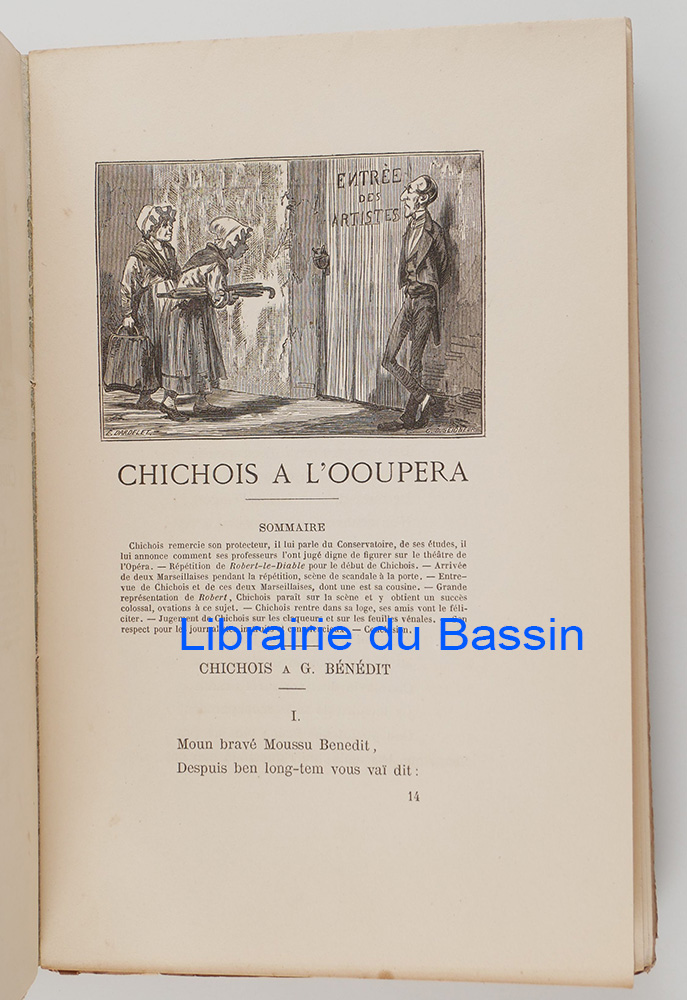 ENTRÉE
DES
ARTISTES
E. DARDELET
CHICHOIS A L'OOUPERA
SOMMAIRE
Chichois remercie son protecteur, il lui parle du Conservatoire, de ses études, il
lui annonce comment ses professeurs l'ont jugé digne de figurer sur le théâtre de
l'Opéra. — Répétition de Robert-le-Diable pour le début de Chichois. — Arrivée
de deux Marseillaises pendant la répétition, scène de scandale à la porte. — Entre-
vue de Chichois et de ces deux Marseillaises, dont une est sa cousine. — Grande
représentation de Robert, Chichois paraît sur la scène et y obtient un succès
colossal, ovations à ce sujet. — Chichois rentre dans sa loge, ses amis vont le féli-
citer. — Jugement de Chichois sur les claqueurs et sur les feuilles vénales. — Son
respect pour les journalistes — Conclusion.
Librairie du Bassin
CHICHOIS A G. BÉNÉDIT
I.
Moun bravé Moussu Benedit,
Despuis ben long-tem vous vaï dit :
14